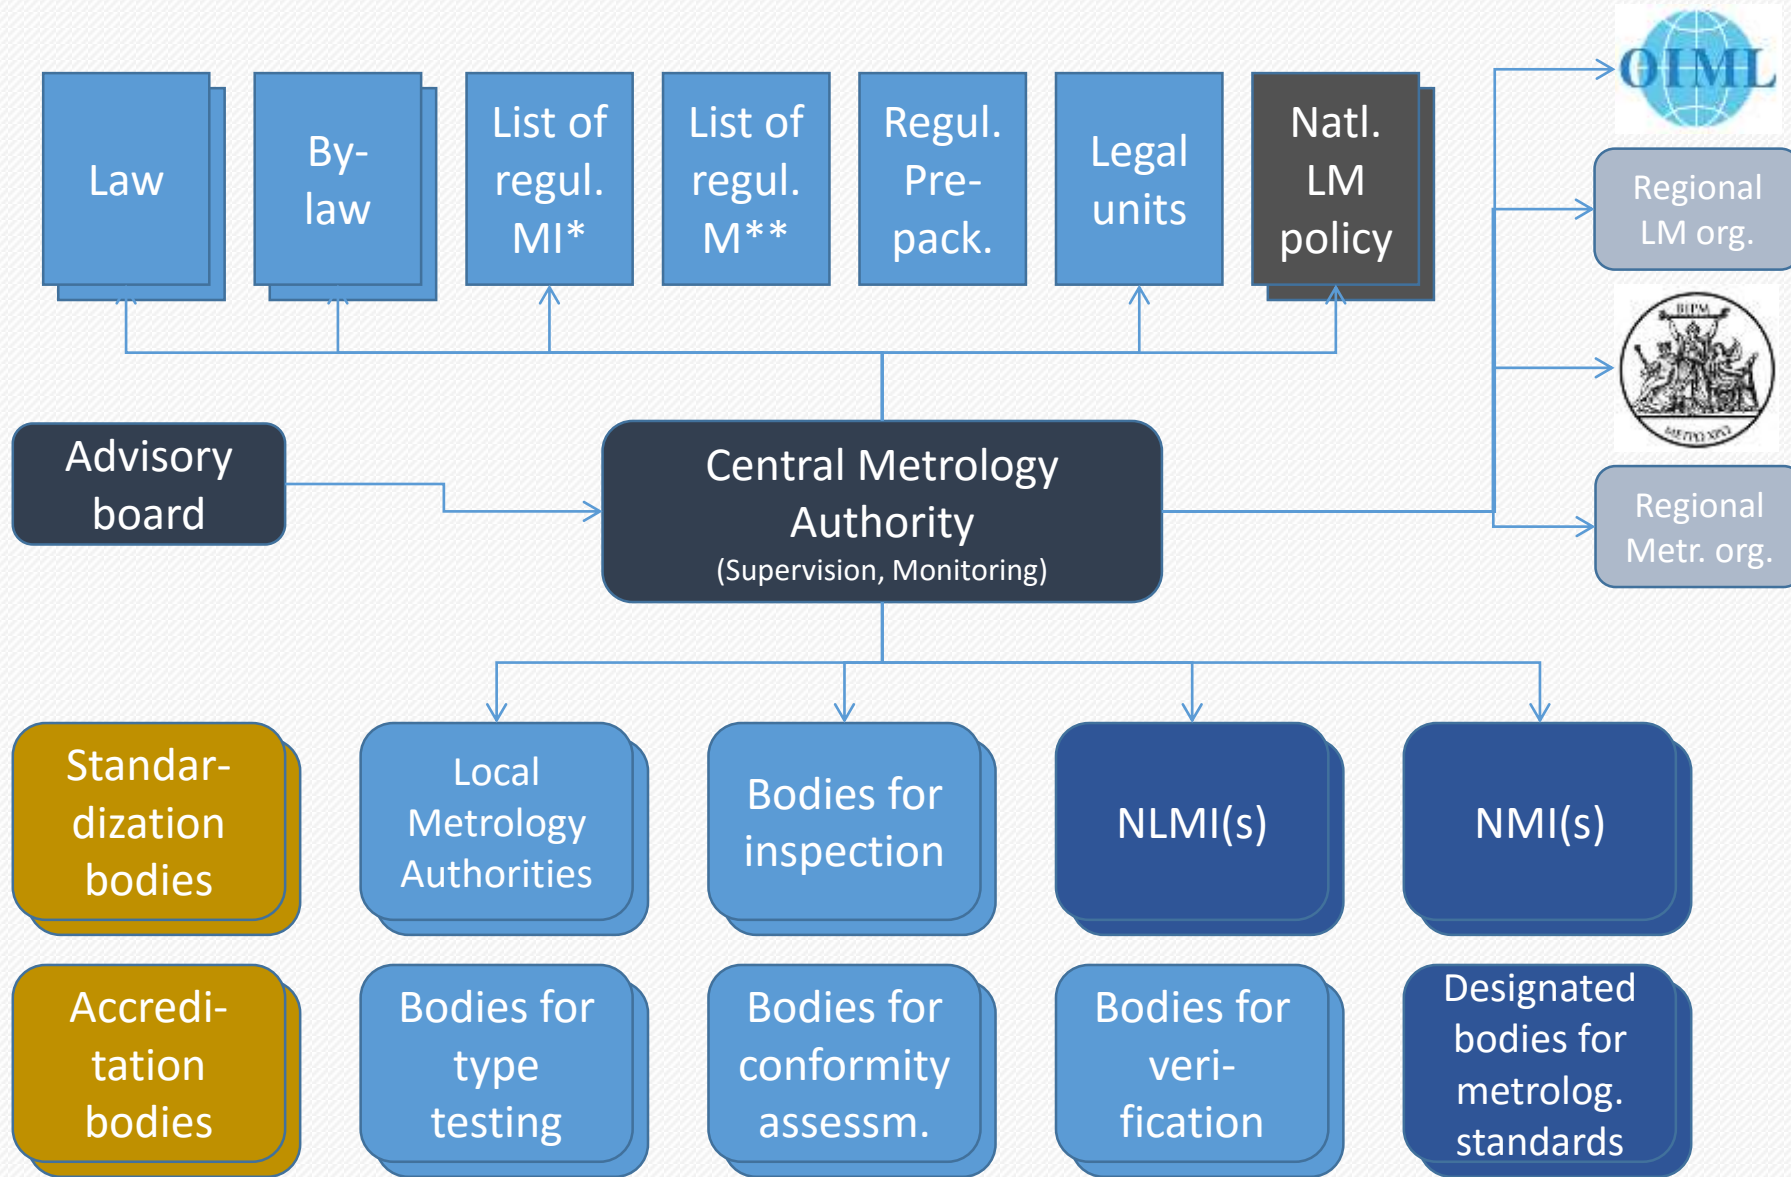 Law
By-
law
List of
regul.
MI*
List of
regul.
M**
Regul.
Pre-
pack.
Legal
units
Natl.
LM
policy
OIML
Regional
LM org.
BIPM
Regional
Metr. org.
Advisory
board
Central Metrology
Authority
(Supervision, Monitoring)
Standar-
dization
bodies
Local
Metrology
Authorities
Bodies for
inspection
NLMI(s)
NMI(s)
Accredi-
tation
bodies
Bodies for
type
testing
Bodies for
conformity
assessm.
Bodies for
veri-
fication
Designated
bodies for
metrolog.
standards